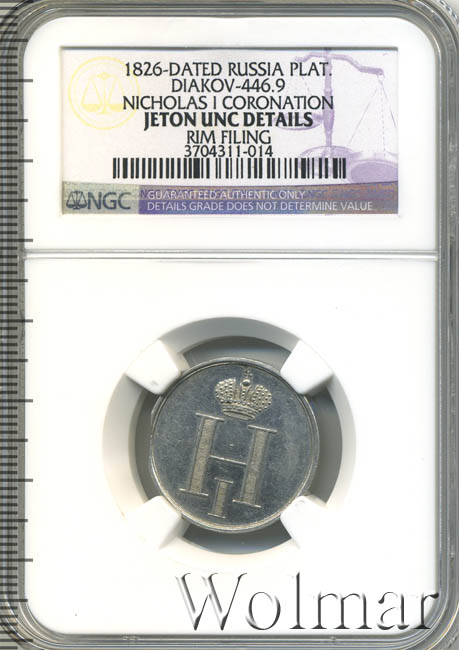 1826-DATED RUSSIA PLAT.
DIAKOV-446.9
NICHOLAS I CORONATION
JETON UNC DETAILS
RIM FILING
3704311-014
NGC
GUARANTEED AUTHENTIC ONLY
DETAILS GRADE DOES NOT DETERMINE VALUE
НI
Wolmar